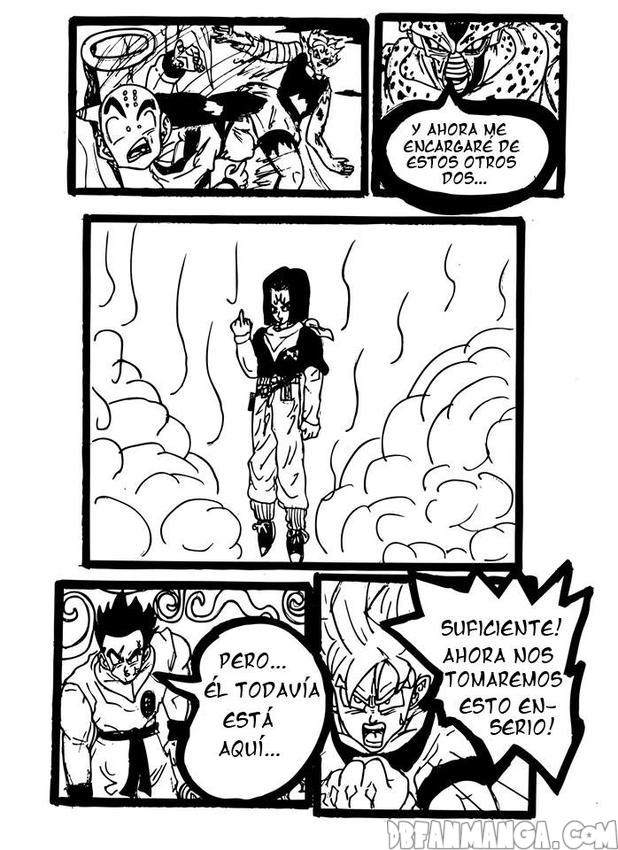 Y AHORA ME
ENCARGARE DE
ESTOS OTROS
DOS...
PERO...
ÉL TODAVÍA
ESTÁ
AQUÍ...
SUFICIENTE!
AHORA NOS
TOMAREMOS
ESTO EN-
SERIO!
DBFANMANGA.COM